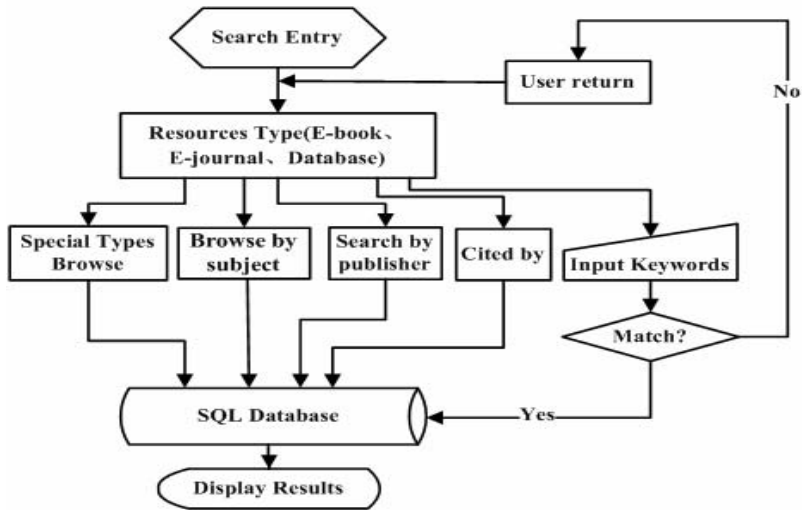 Search Entry
User return
No
Resources Type(E-book、
E-journal、Database)
Special Types
Browse
Browse by
subject
Search by
publisher
Cited by
Input Keywords
Match?
SQL Database
Yes
Display Results